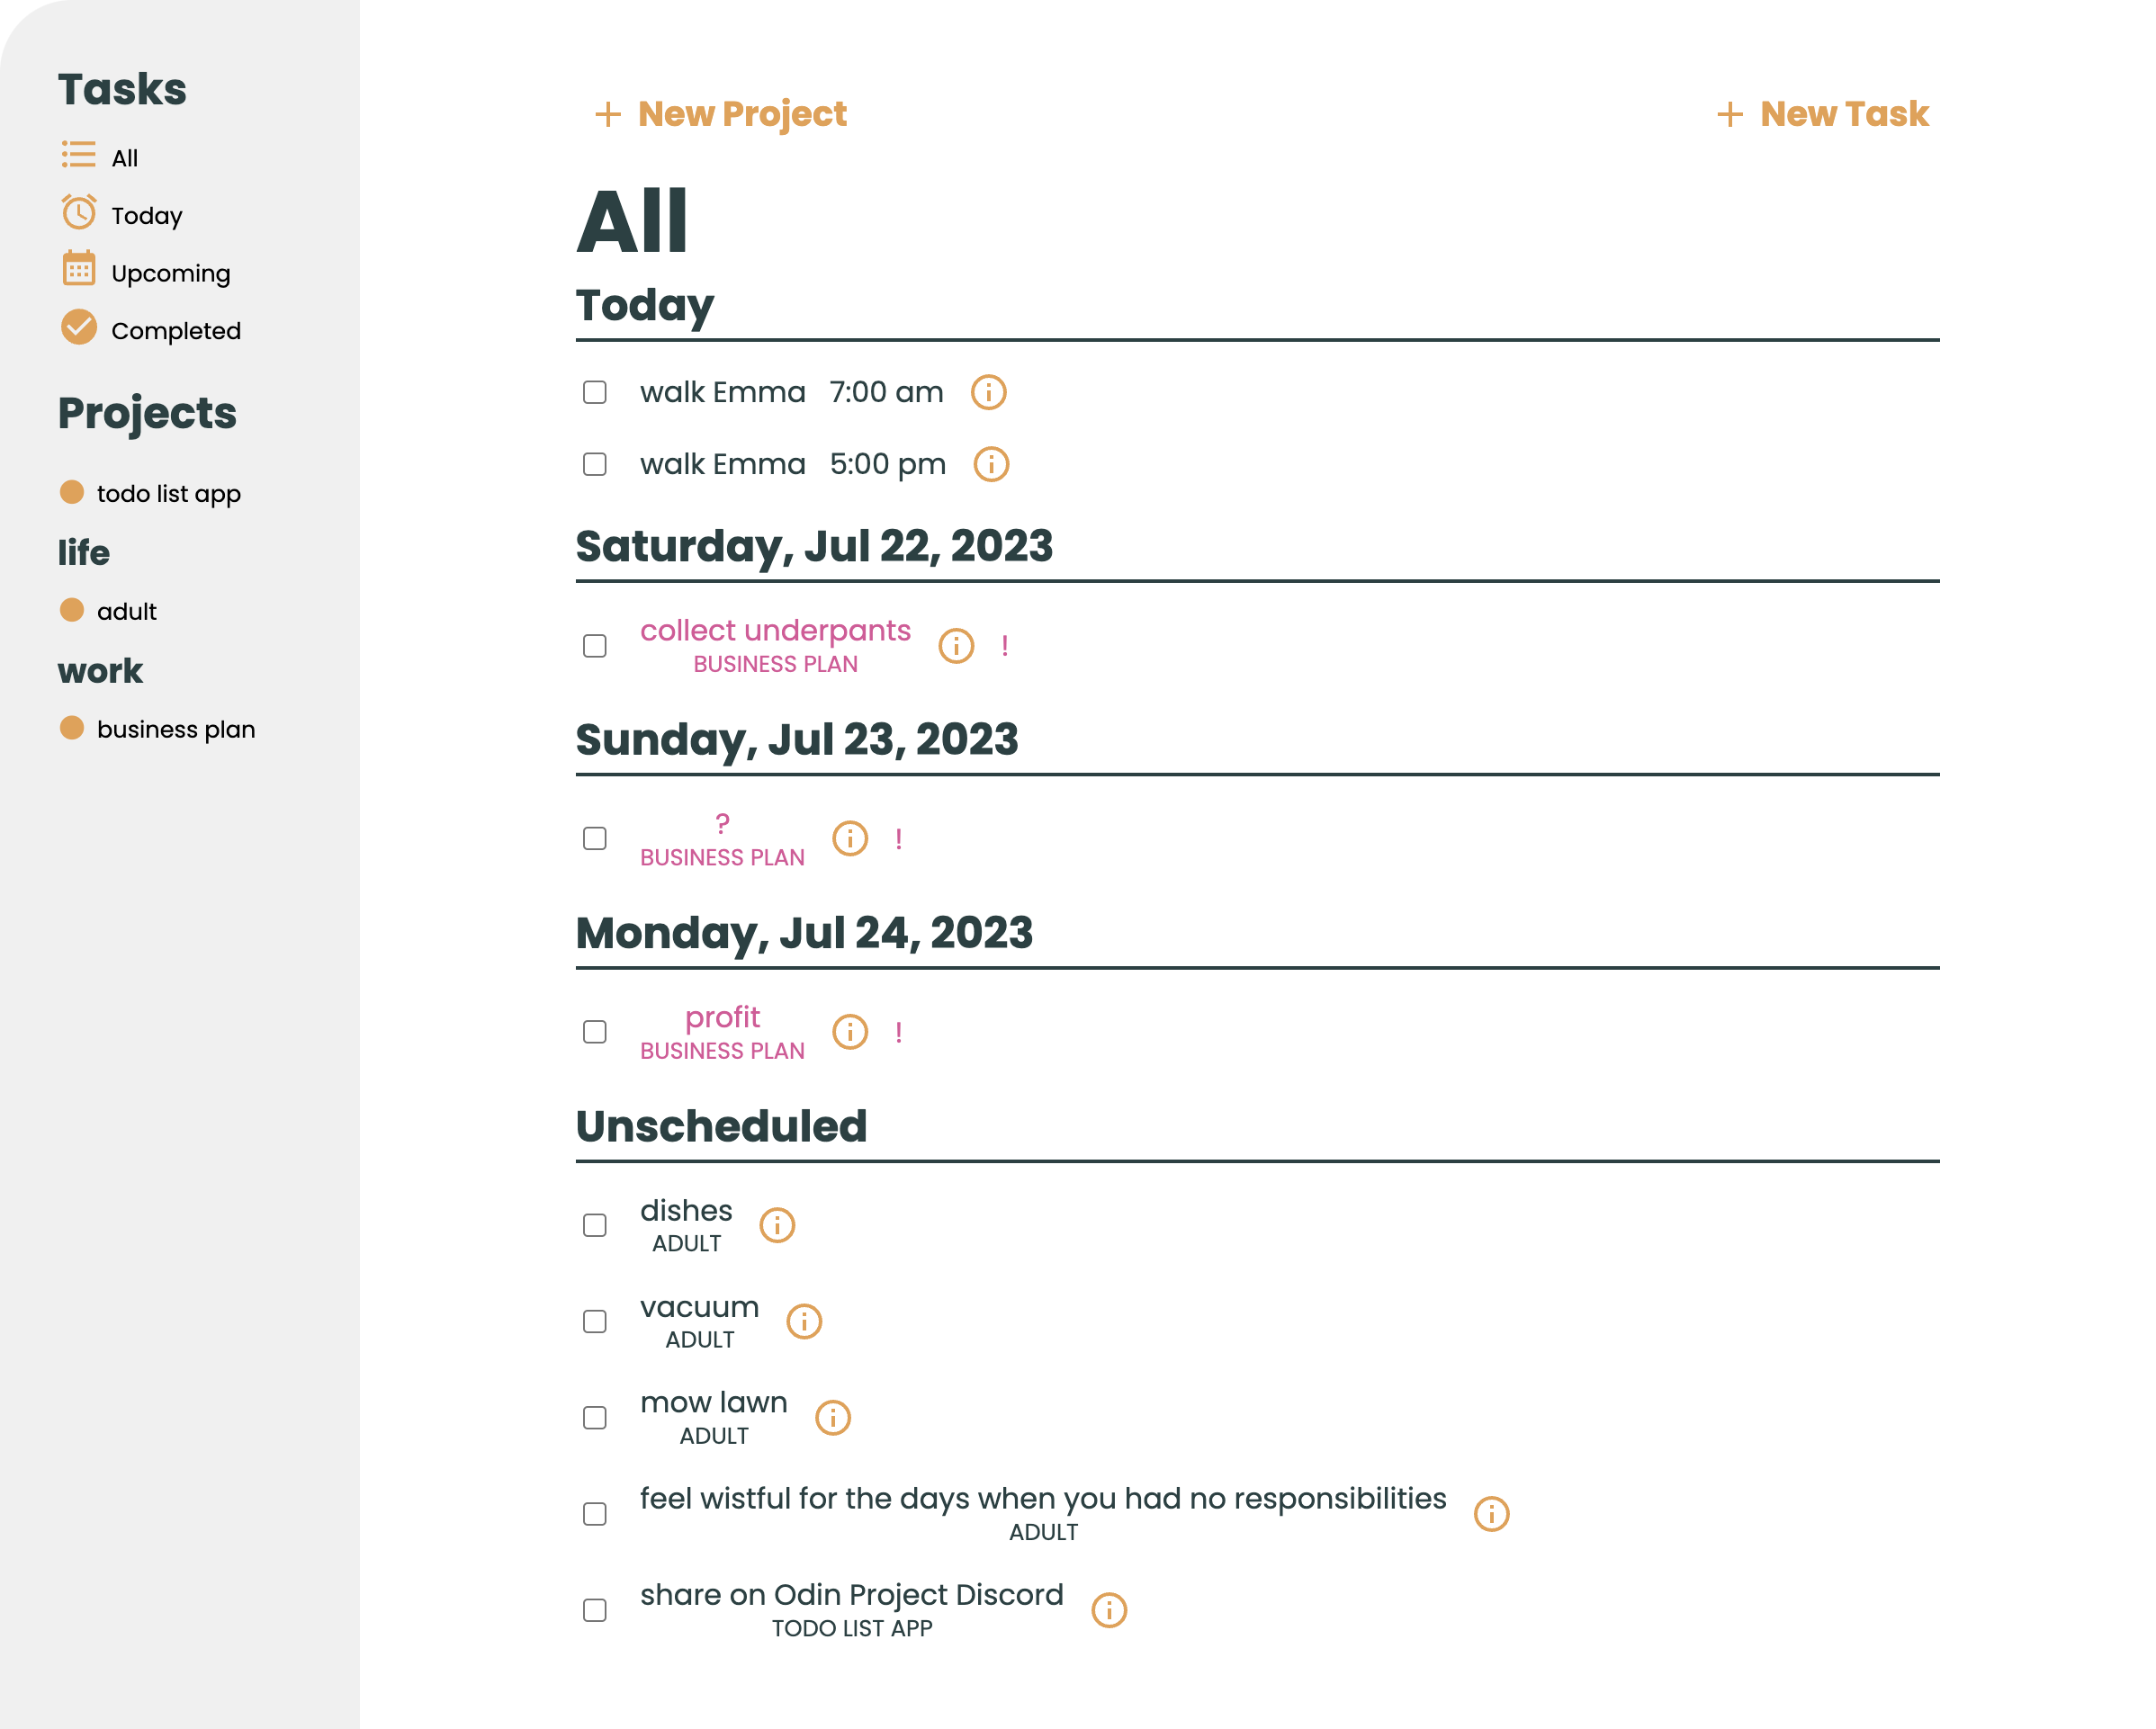 Tasks
All
Today
Upcoming
Completed
Projects
todo list app
life
adult
work
business plan
+ New Project
+ New Task
All
Today
walk Emma 7:00 am
walk Emma 5:00 pm
Saturday, Jul 22, 2023
collect underpants !
BUSINESS PLAN
Sunday, Jul 23, 2023
? !
BUSINESS PLAN
Monday, Jul 24, 2023
profit !
BUSINESS PLAN
Unscheduled
dishes
ADULT
vacuum
ADULT
mow lawn
ADULT
feel wistful for the days when you had no responsibilities
ADULT
share on Odin Project Discord
TODO LIST APP